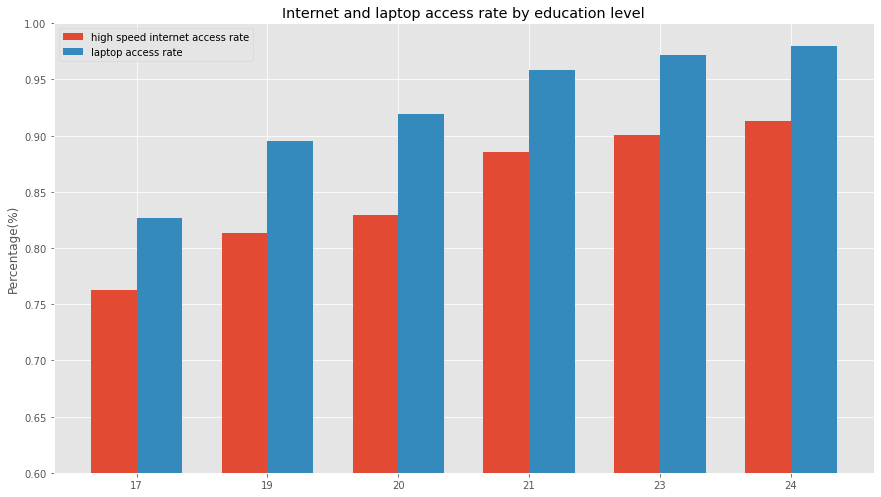 Internet and laptop access rate by education level
high speed internet access rate
laptop access rate
Percentage(%)
1.00
0.95
0.90
0.85
0.80
0.75
0.70
0.65
0.60
17 19 20 21 23 24